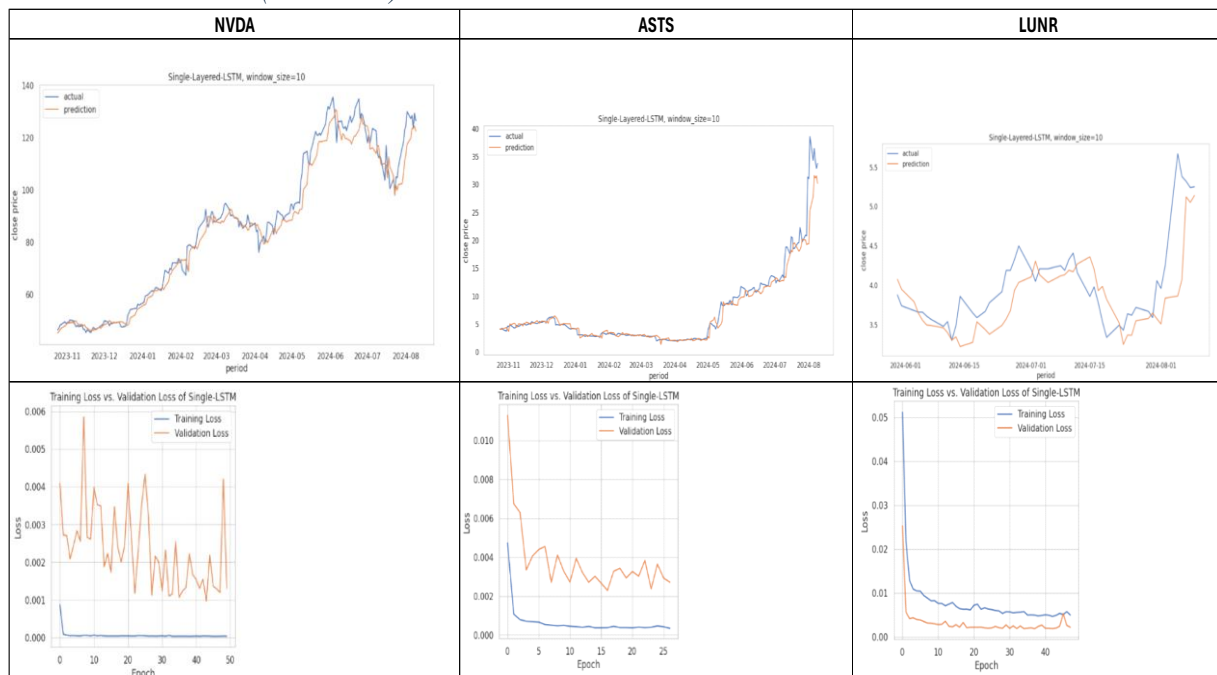 NVDA
ASTS
LUNR
Single-Layered-LSTM, window_size=10
actual
prediction
close price
140
120
100
80
60
2023-11 2023-12 2024-01 2024-02 2024-03 2024-04 2024-05 2024-06 2024-07 2024-08
period
Single-Layered-LSTM, window_size=10
actual
prediction
close price
40
35
30
25
20
15
10
5
0
2023-11 2023-12 2024-01 2024-02 2024-03 2024-04 2024-05 2024-06 2024-07 2024-08
period
Single-Layered-LSTM, window_size=10
actual
prediction
close price
5.5
5.0
4.5
4.0
3.5
2024-06-01 2024-06-15 2024-07-01 2024-07-15 2024-08-01
period
Training Loss vs. Validation Loss of Single-LSTM
Training Loss
Validation Loss
Loss
0.006
0.005
0.004
0.003
0.002
0.001
0.000
0 10 20 30 40 50
Epoch
Training Loss vs. Validation Loss of Single-LSTM
Training Loss
Validation Loss
Loss
0.010
0.008
0.006
0.004
0.002
0.000
0 5 10 15 20 25
Epoch
Training Loss vs. Validation Loss of Single-LSTM
Training Loss
Validation Loss
Loss
0.05
0.04
0.03
0.02
0.01
0.00
0 10 20 30 40
Epoch